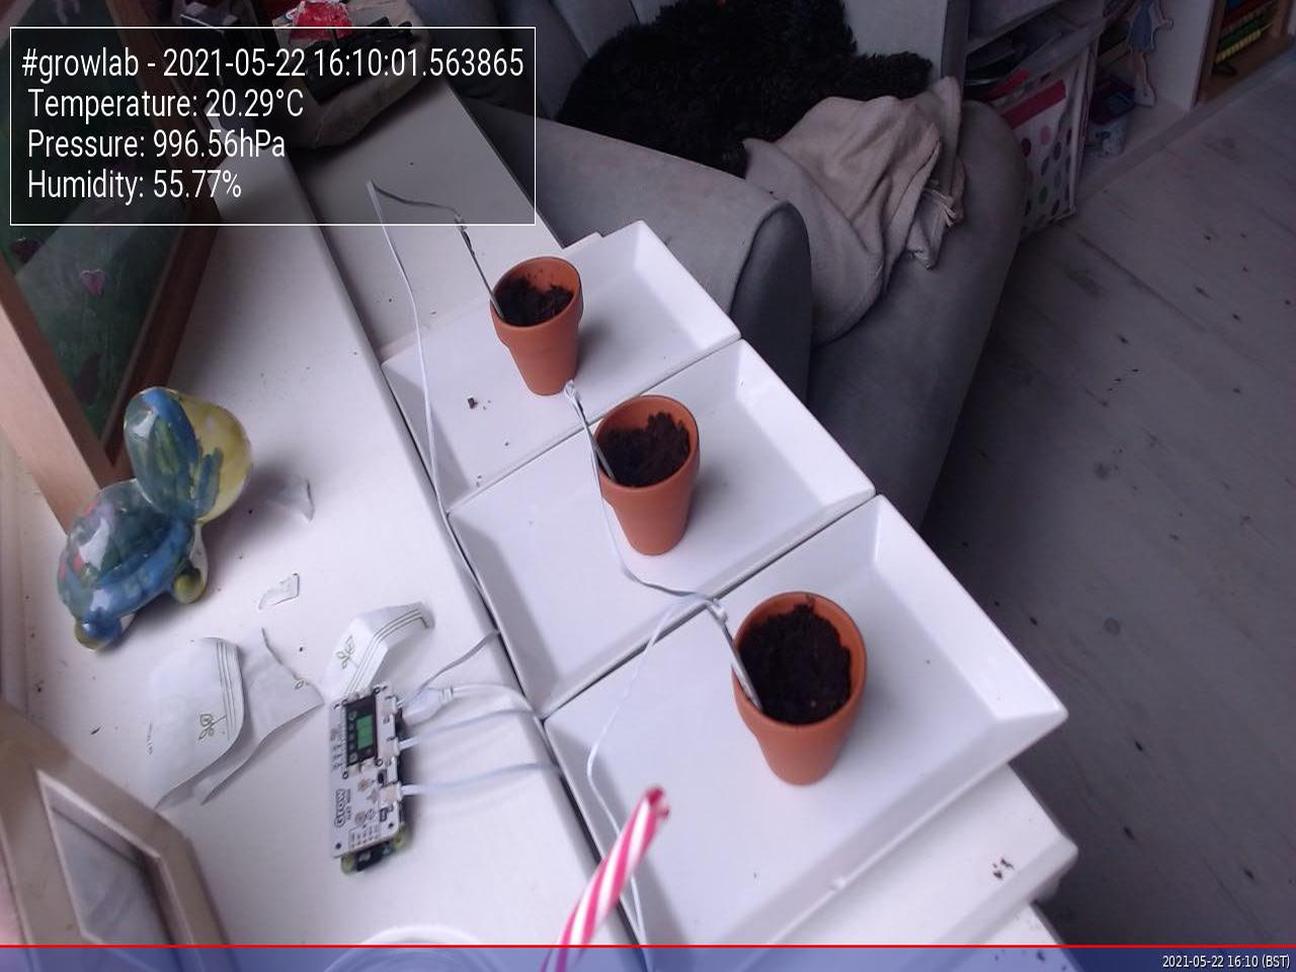 #growlab - 2021-05-22 16:10:01.563865
Temperature: 20.29°C
Pressure: 996.56hPa
Humidity: 55.77%
Grow
2021-05-22 16:10 (BST)